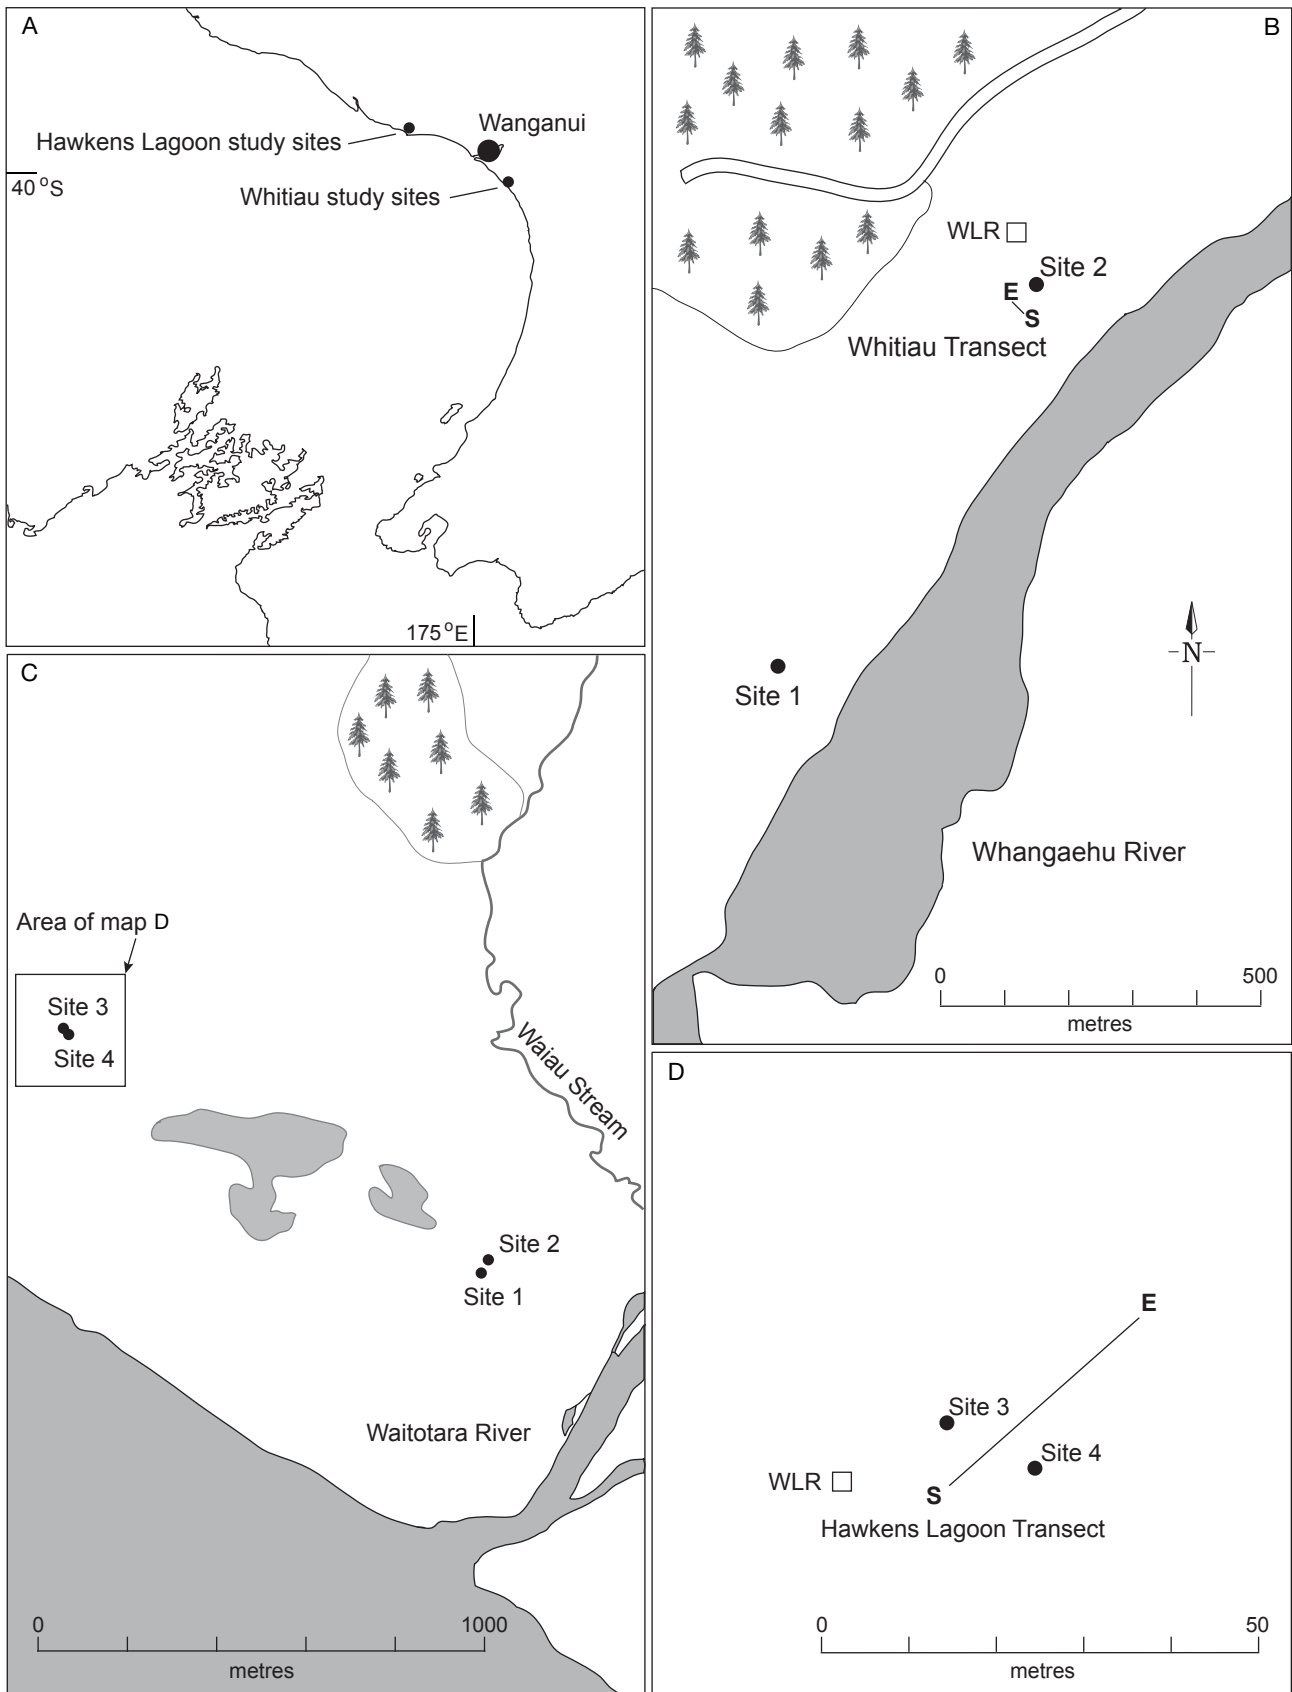 A
Wanganui
Hawkens Lagoon study sites
40 °S
Whitiau study sites
175 °E
B
WLR
Site 2
E
S
Whitiau Transect
N
Site 1
Whangaehu River
0 500
metres
C
Area of map D
Site 3
Site 4
Waiau Stream
Site 2
Site 1
Waitotara River
0 1000
metres
D
E
Site 3
Site 4
WLR
S
Hawkens Lagoon Transect
0 50
metres